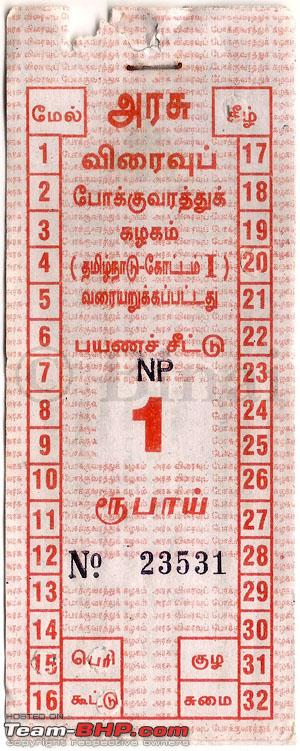 மேல் அரசு கீழ்
1 விரைவுப் 17
2 போக்குவரத்துக் 18
3 கழகம் 19
4 (தமிழ்நாடு-கோட்டம் I) 20
5 வரையறுக்கப்பட்டது 21
6 பயணச் சீட்டு 22
7 NP 23
8 1 24
9 25
10 26
11 ரூபாய் 27
12 Nº 23531 28
13 29
14 30
15 பெரி குழ 31
16 கூட்டு சுமை 32
HOSTED ON
Team-BHP.com
copyright respective owners